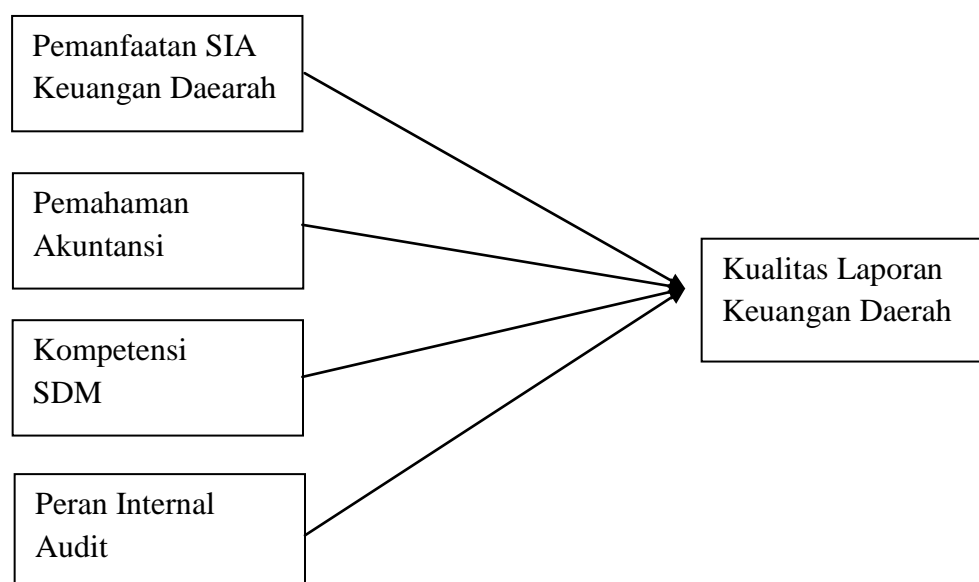 Pemanfaatan SIA
Keuangan Daearah
Pemahaman
Akuntansi
Kompetensi
SDM
Peran Internal
Audit
Kualitas Laporan
Keuangan Daerah